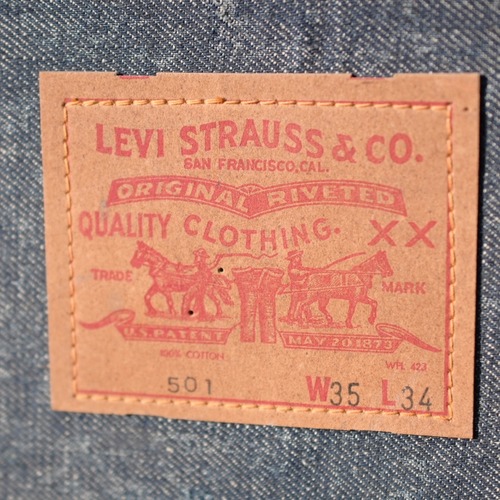 LEVI STRAUSS & CO.
SAN FRANCISCO, CAL.
ORIGINAL RIVETED
QUALITY CLOTHING. XX
TRADE MARK
U.S. PATENT MAY 20 1873
100% COTTON WPL 423
501 W35 L34